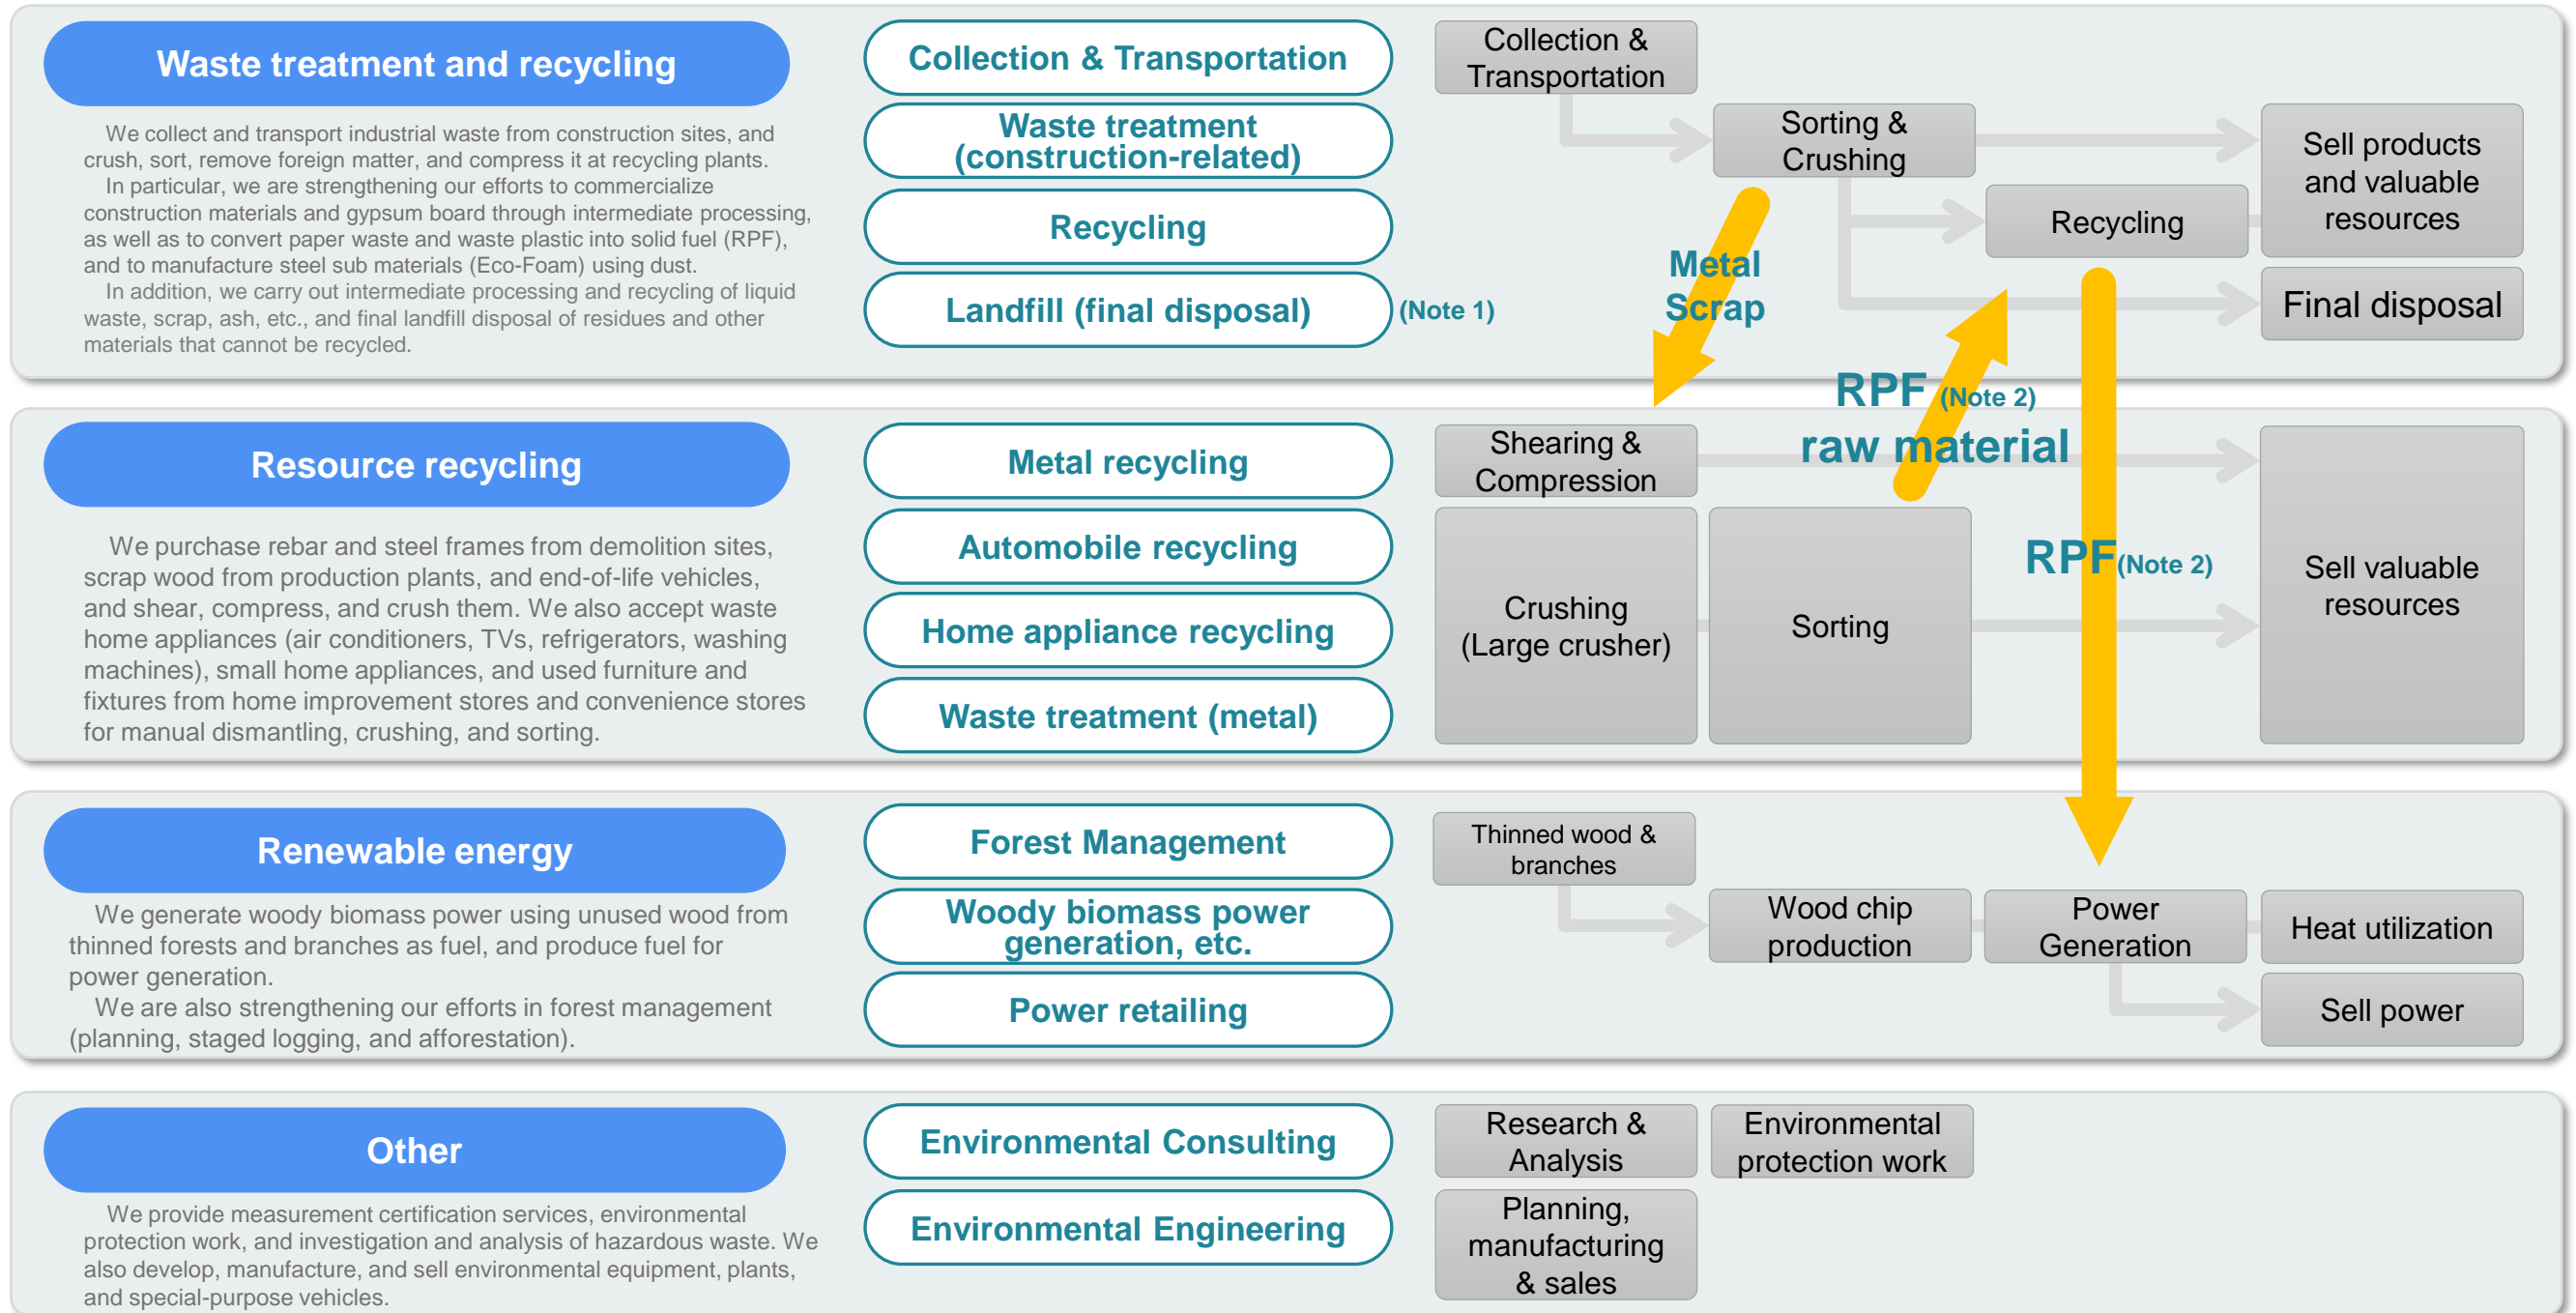 Waste treatment and recycling
We collect and transport industrial waste from construction sites, and
crush, sort, remove foreign matter, and compress it at recycling plants.
In particular, we are strengthening our efforts to commercialize
construction materials and gypsum board through intermediate processing,
as well as to convert paper waste and waste plastic into solid fuel (RPF),
and to manufacture steel sub materials (Eco-Foam) using dust.
In addition, we carry out intermediate processing and recycling of liquid
waste, scrap, ash, etc., and final landfill disposal of residues and other
materials that cannot be recycled.
Collection & Transportation
Waste treatment
(construction-related)
Recycling
Landfill (final disposal)
(Note 1)
Collection &
Transportation
Sorting &
Crushing
Recycling
Sell products
and valuable
resources
Final disposal
Metal
Scrap
RPF (Note 2)
raw material
Resource recycling
We purchase rebar and steel frames from demolition sites,
scrap wood from production plants, and end-of-life vehicles,
and shear, compress, and crush them. We also accept waste
home appliances (air conditioners, TVs, refrigerators, washing
machines), small home appliances, and used furniture and
fixtures from home improvement stores and convenience stores
for manual dismantling, crushing, and sorting.
Metal recycling
Automobile recycling
Home appliance recycling
Waste treatment (metal)
Shearing &
Compression
Crushing
(Large crusher)
Sorting
RPF(Note 2)
Sell valuable
resources
Renewable energy
We generate woody biomass power using unused wood from
thinned forests and branches as fuel, and produce fuel for
power generation.
We are also strengthening our efforts in forest management
(planning, staged logging, and afforestation).
Forest Management
Woody biomass power
generation, etc.
Power retailing
Thinned wood &
branches
Wood chip
production
Power
Generation
Heat utilization
Sell power
Other
We provide measurement certification services, environmental
protection work, and investigation and analysis of hazardous waste. We
also develop, manufacture, and sell environmental equipment, plants,
and special-purpose vehicles.
Environmental Consulting
Environmental Engineering
Research &
Analysis
Environmental
protection work
Planning,
manufacturing
& sales